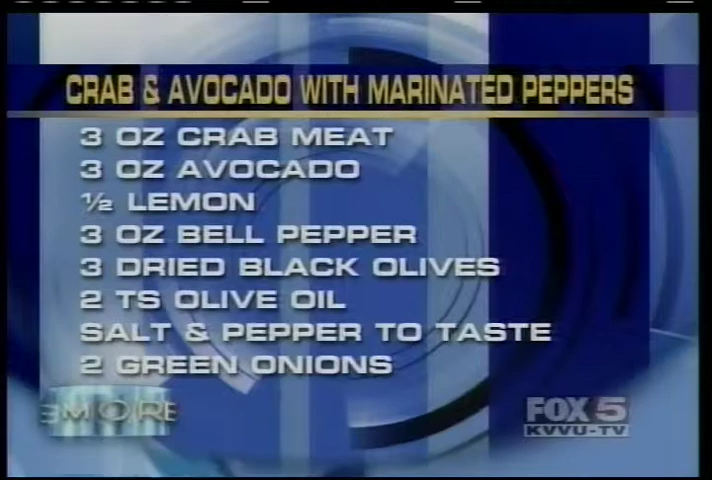 CRAB & AVOCADO WITH MARINATED PEPPERS
3 OZ CRAB MEAT
3 OZ AVOCADO
½ LEMON
3 OZ BELL PEPPER
3 DRIED BLACK OLIVES
2 TS OLIVE OIL
SALT & PEPPER TO TASTE
2 GREEN ONIONS
MORE
FOX 5
KVVU-TV